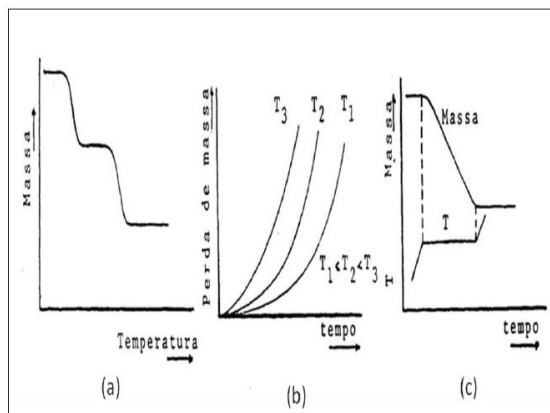 Massa
Temperatura
(a)
Perda de massa
T3 T2 T1
T1<T2<T3
tempo
(b)
Massa
T
Massa
T
tempo
(c)